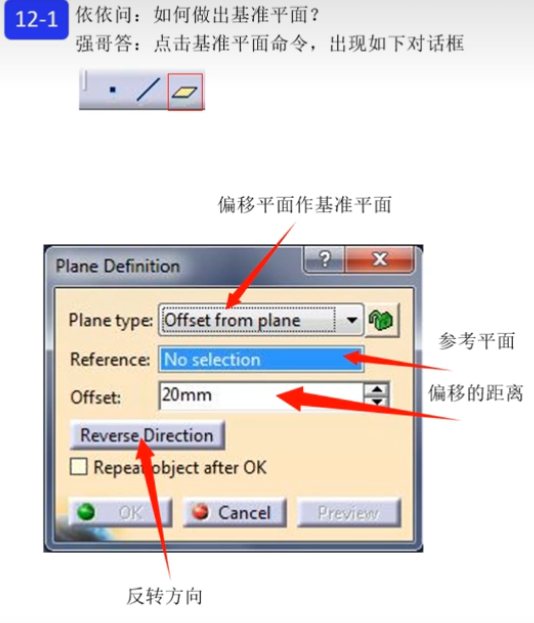 12-1
依依问：如何做出基准平面？
强哥答：点击基准平面命令，出现如下对话框
偏移平面作基准平面
Plane Definition
Plane type: Offset from plane
参考平面
Reference: No selection
偏移的距离
Offset: 20mm
Reverse Direction
Repeat object after OK
OK Cancel Preview
反转方向